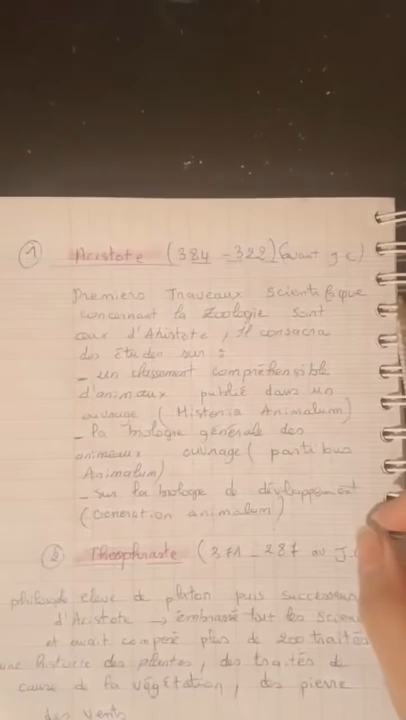 1 Aristote (384 - 322) (avant J.C)
Premiers Travaux scientifique
concernant la Zoologie sont
ceux d'Ahistote, Il consacra
des études sur :
- un classement compréhensible
d'animaux publié dans un
ouvrage (Historia Animalum)
- la biologie générale des
animaux ouvrage (partibus
Animalum)
- sur la biologie de développement
(Generation animalum)
2 Théophraste (371 - 287 av J.C
philosophe éleve de platon puis successeur
d'Aristote → embrassé tout les scien
et avait composé plus de 200 traités
une histoire des plantes, des traités de
cause de la végétation, des pierre
des vents